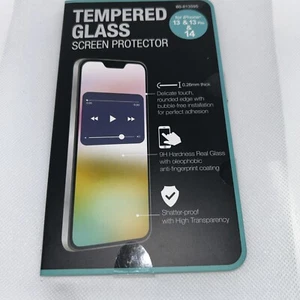 TEMPERED
GLASS
SCREEN PROTECTOR
for iPhone®
13 & 13 Pro
&
14
0.26mm thick
Delicate touch,
rounded edge with
bubble-free installation
for perfect adhesion
9H Hardness Real Glass
with oleophobic
anti-fingerprint coating
Shatter-proof
with High Transparency